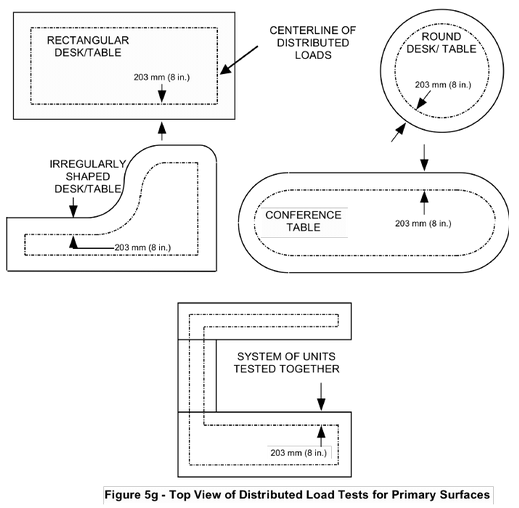 RECTANGULAR
DESK/TABLE
203 mm (8 in.)
CENTERLINE OF
DISTRIBUTED
LOADS
ROUND
DESK/ TABLE
203 mm (8 in.)
IRREGULARLY
SHAPED
DESK/TABLE
203 mm (8 in.)
CONFERENCE
TABLE
203 mm (8 in.)
SYSTEM OF UNITS
TESTED TOGETHER
203 mm (8 in.)
Figure 5g - Top View of Distributed Load Tests for Primary Surfaces